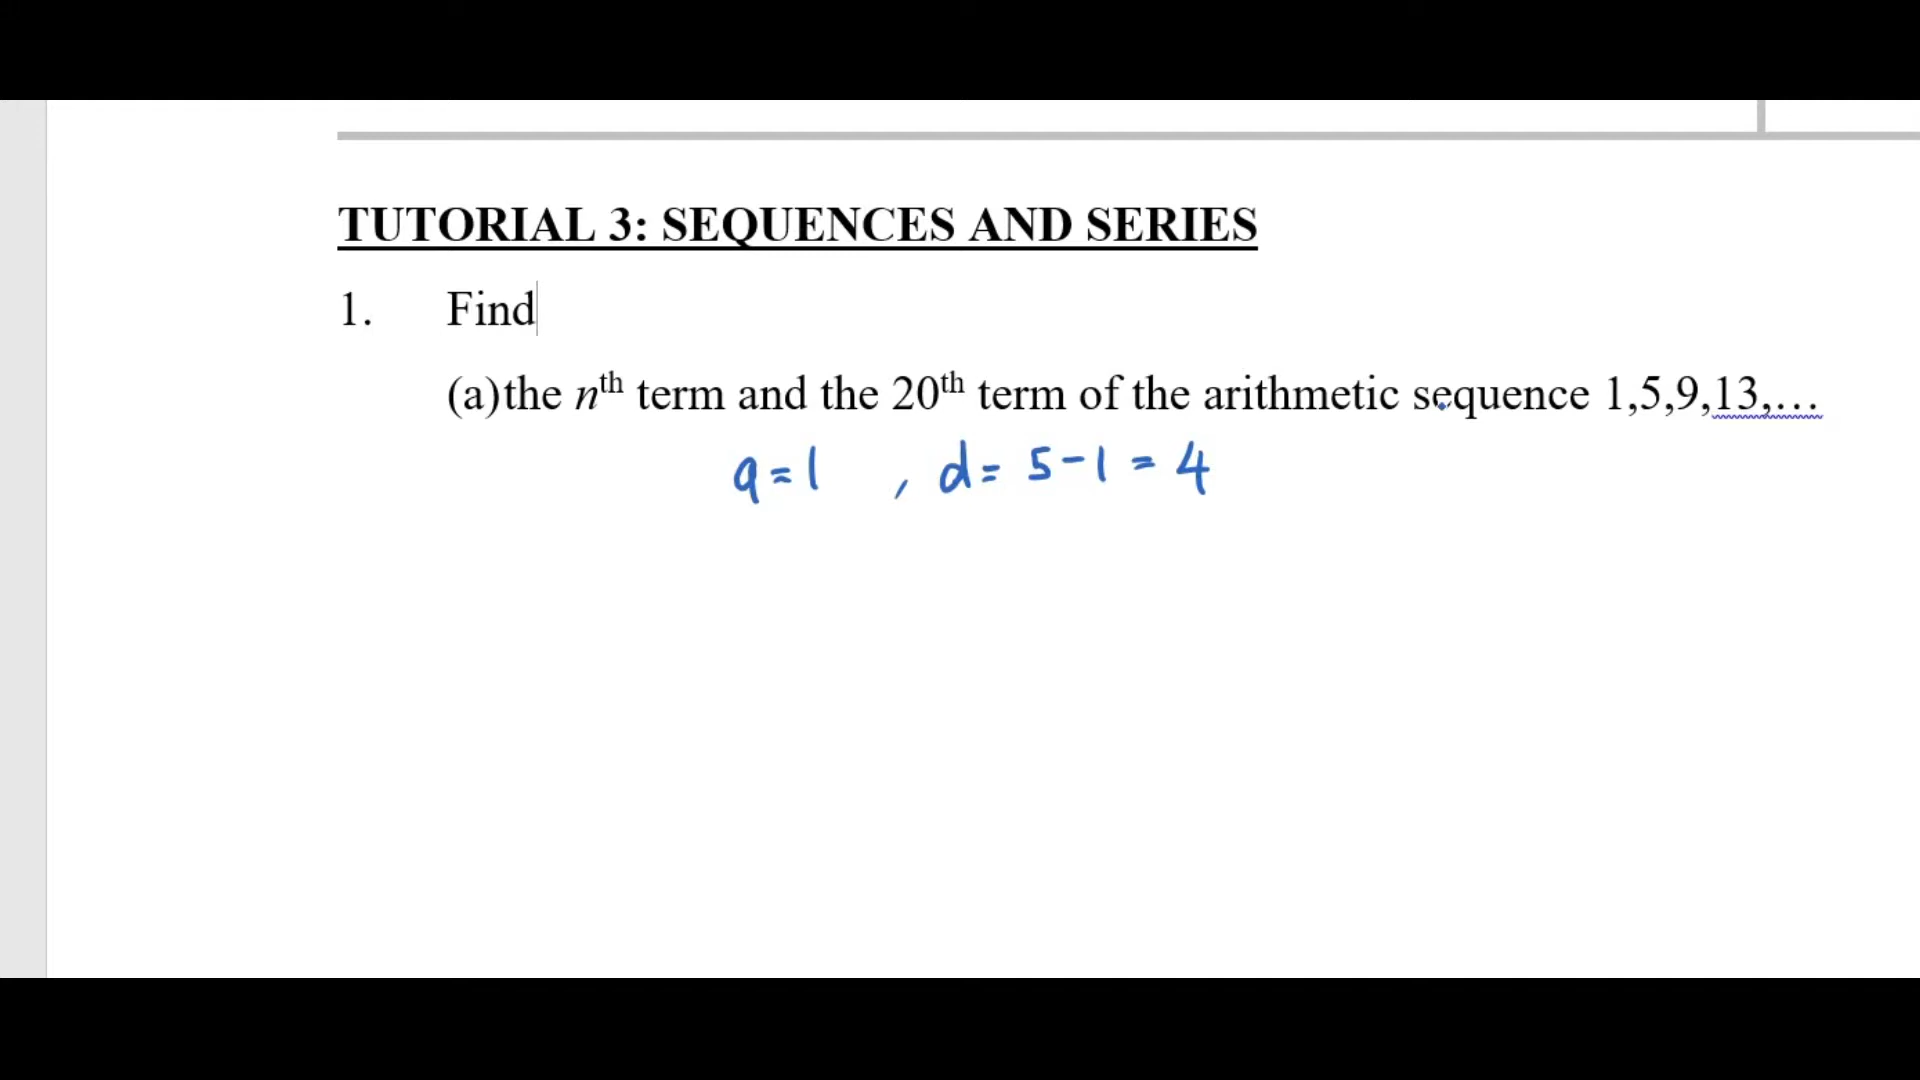 TUTORIAL 3: SEQUENCES AND SERIES
1. Find
(a) the nth term and the 20th term of the arithmetic sequence 1,5,9,13,…
a = 1 , d = 5 - 1 = 4